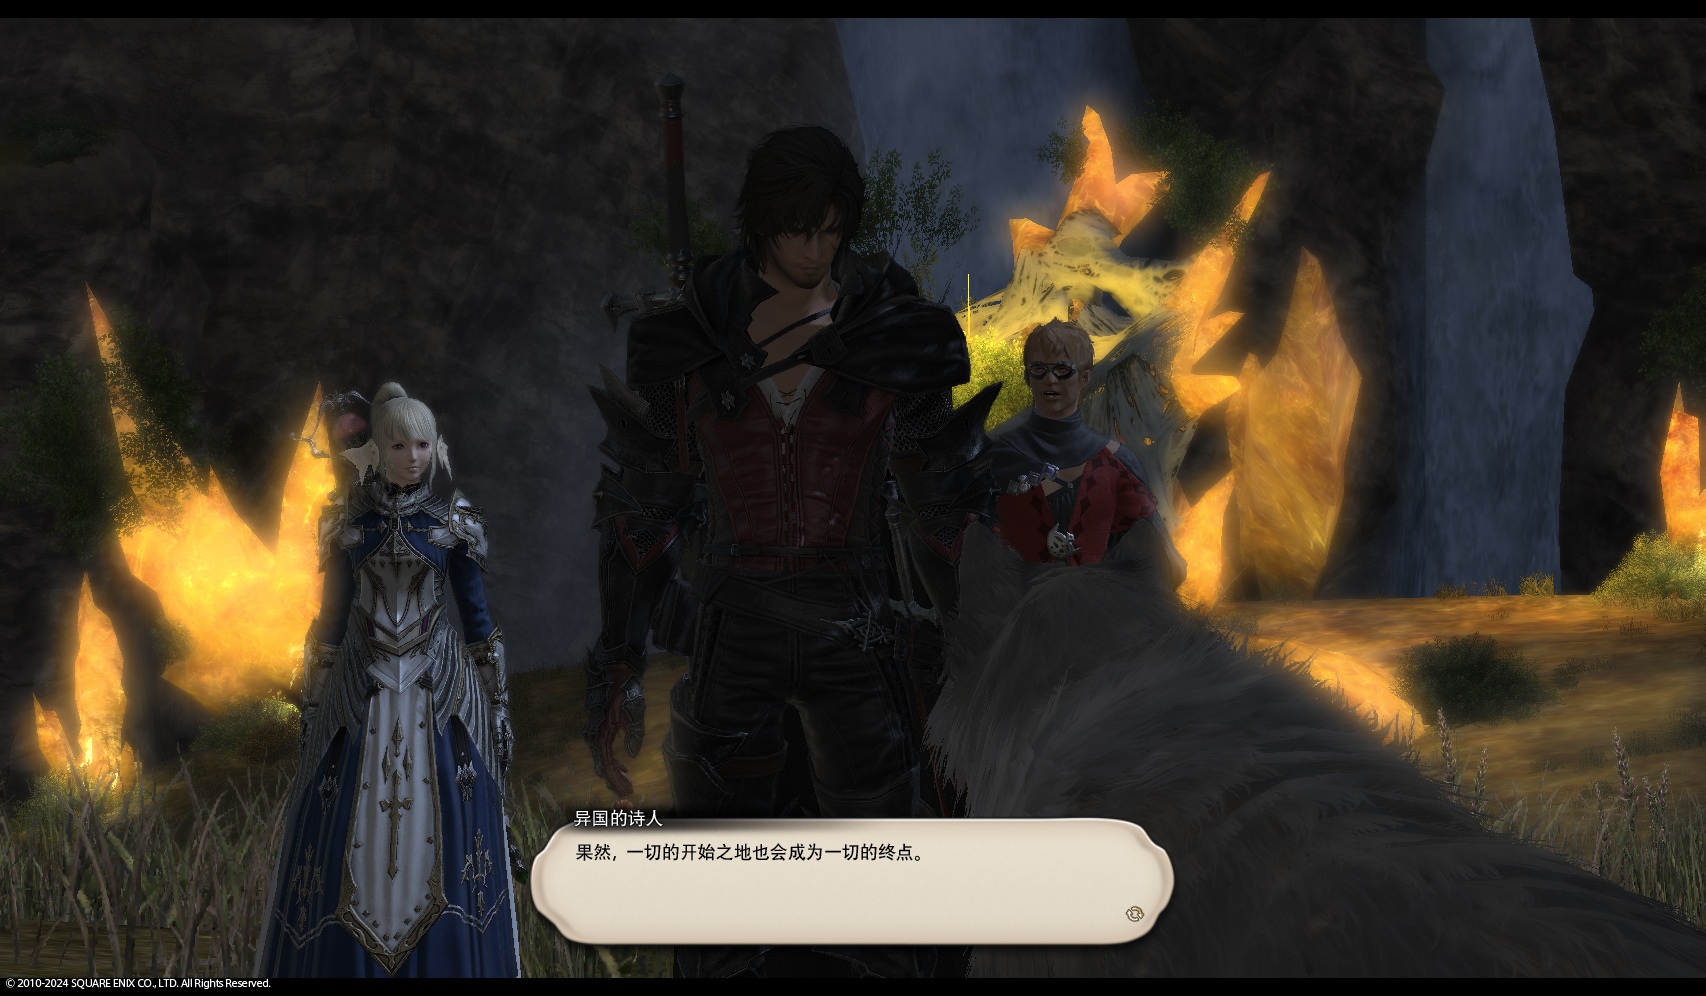 异国的诗人
果然，一切的开始之地也会成为一切的终点。
© 2010-2024 SQUARE ENIX CO., LTD. All Rights Reserved.